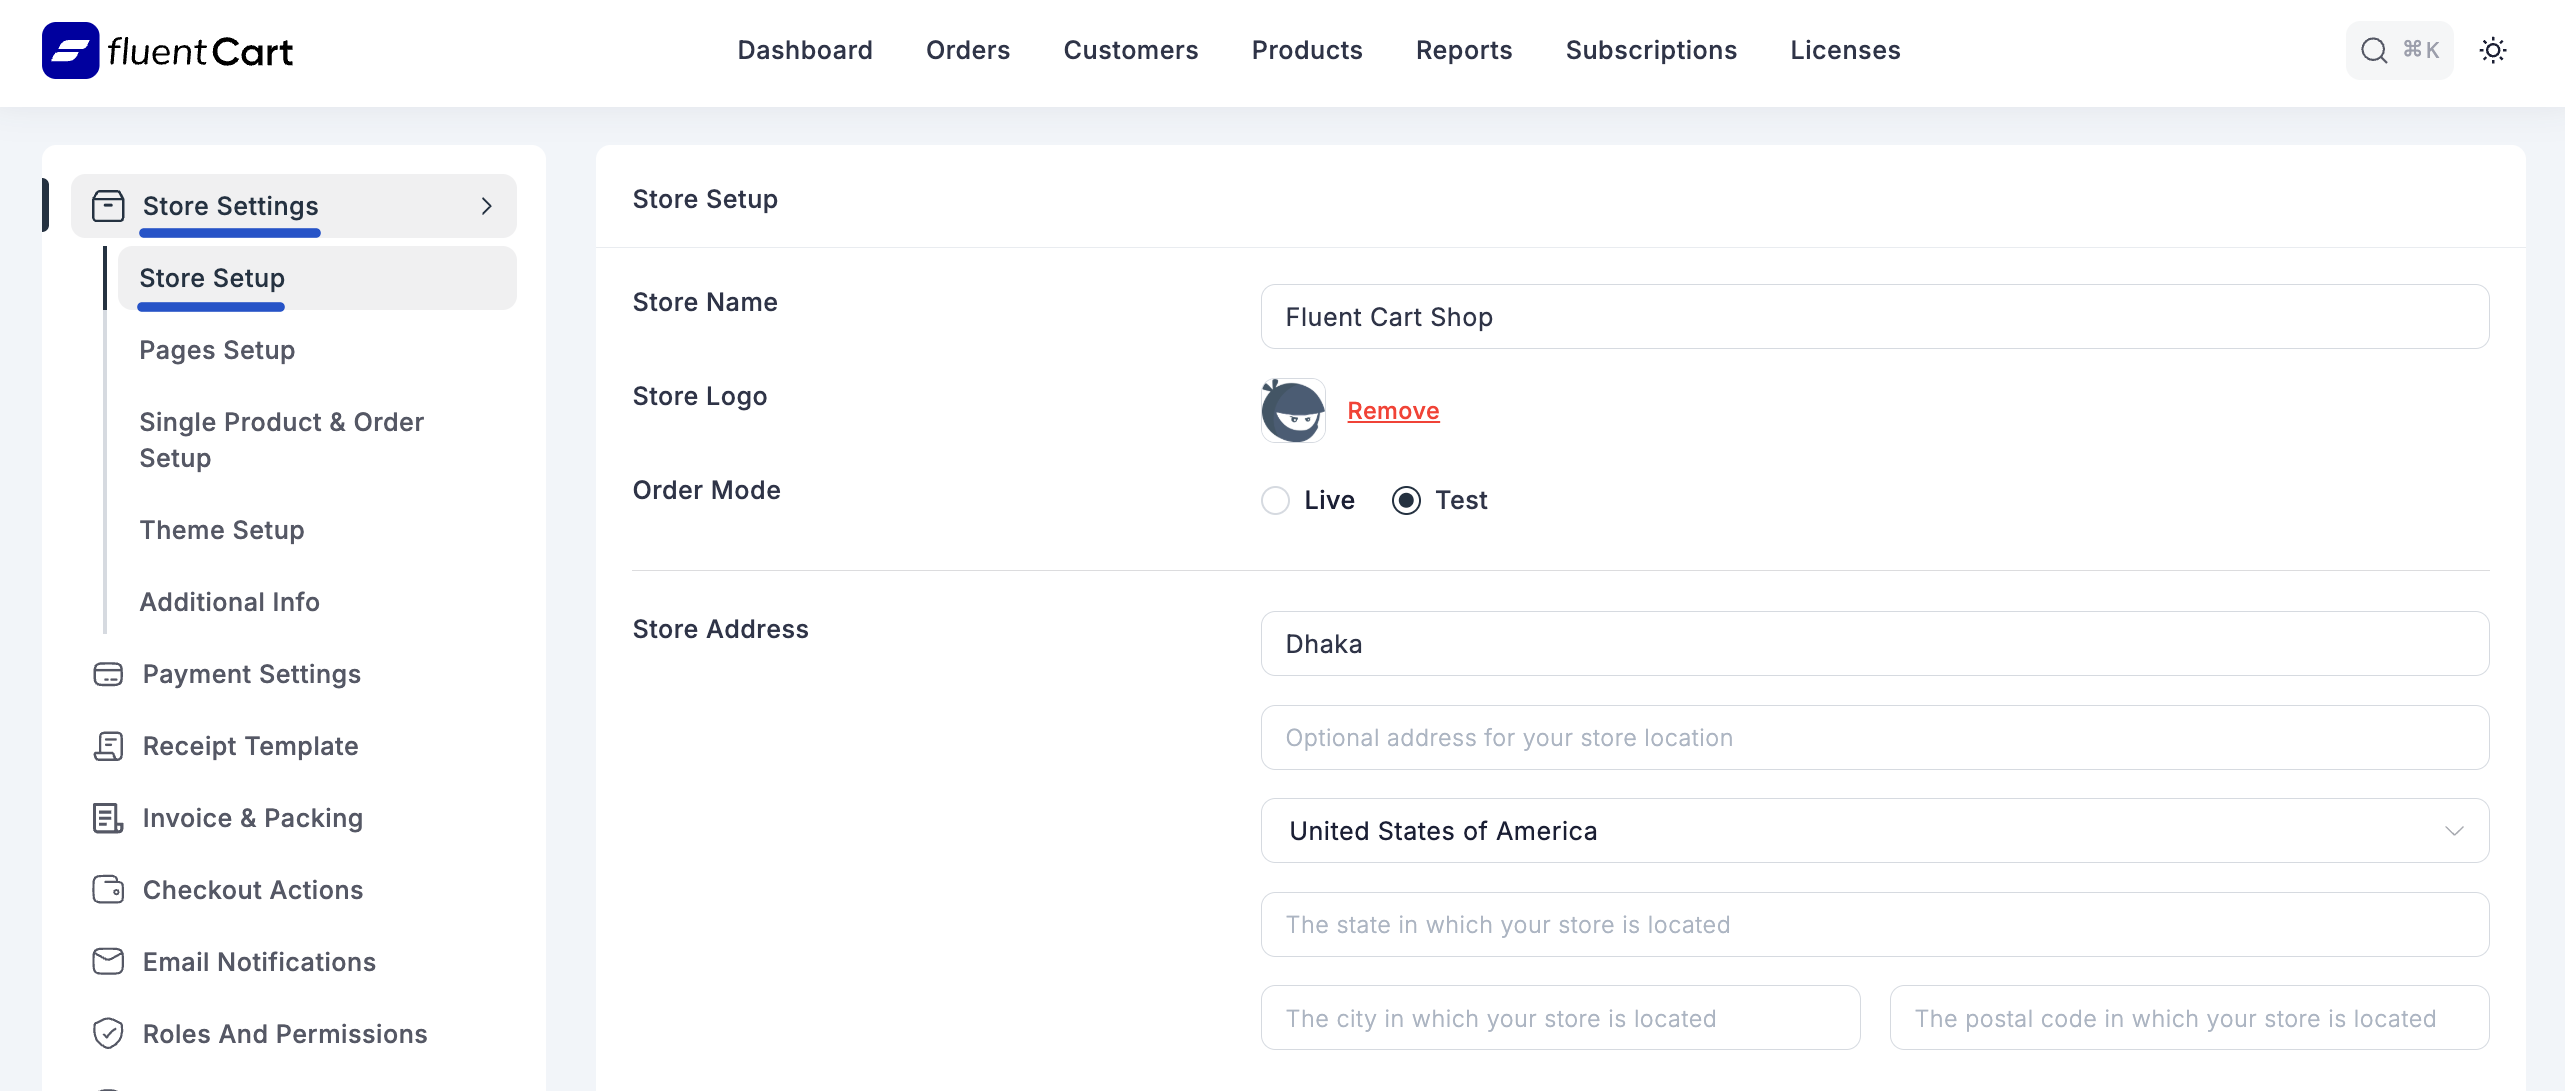 fluentCart
Dashboard
Orders
Customers
Products
Reports
Subscriptions
Licenses
⌘K
Store Settings
Store Setup
Pages Setup
Single Product & Order
Setup
Theme Setup
Additional Info
Payment Settings
Receipt Template
Invoice & Packing
Checkout Actions
Email Notifications
Roles And Permissions
Store Setup
Store Name
Fluent Cart Shop
Store Logo
Remove
Order Mode
Live
Test
Store Address
Dhaka
Optional address for your store location
United States of America
The state in which your store is located
The city in which your store is located
The postal code in which your store is located